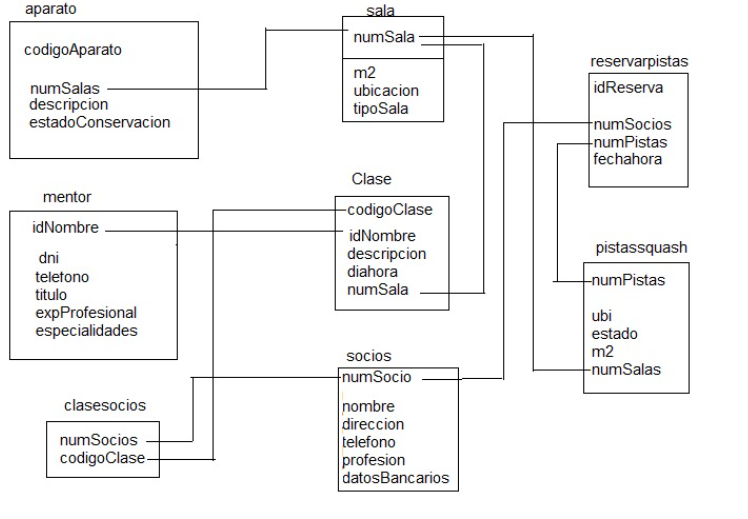 aparato
codigoAparato
numSalas
descripcion
estadoConservacion
sala
numSala
m2
ubicacion
tipoSala
reservarpistas
idReserva
numSocios
numPistas
fechahora
mentor
idNombre
dni
telefono
titulo
expProfesional
especialidades
Clase
codigoClase
idNombre
descripcion
diahora
numSala
pistassquash
numPistas
ubi
estado
m2
numSalas
clasesocios
numSocios
codigoClase
socios
numSocio
nombre
direccion
telefono
profesion
datosBancarios